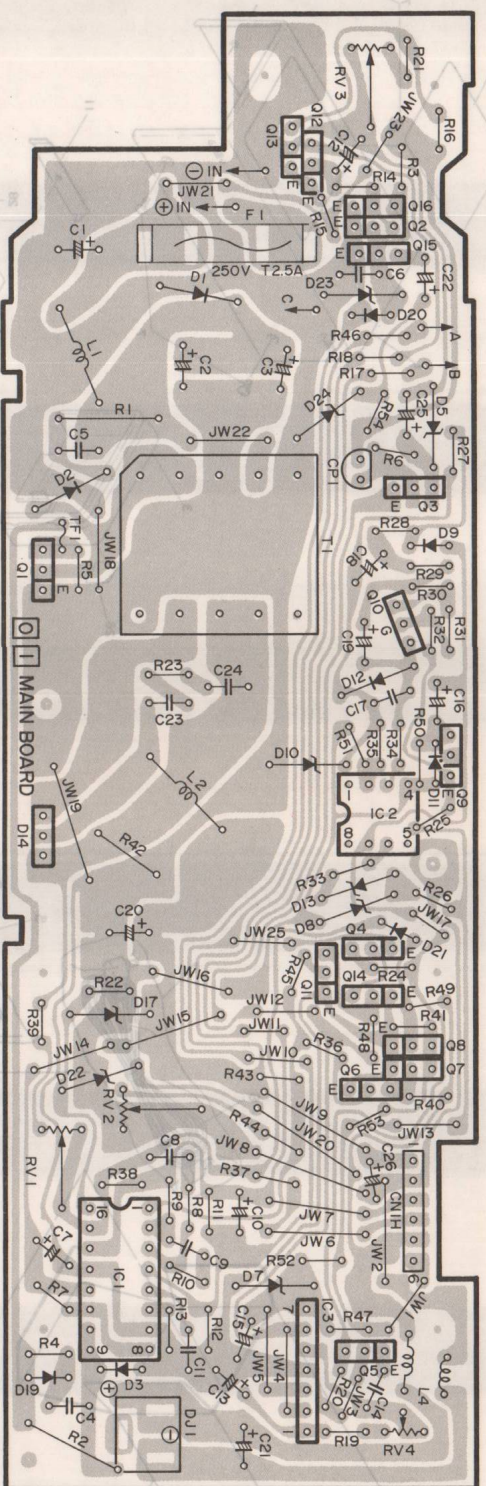 R21
RV3
JW23
R16
Q12
Q13
C12
R3
⊖ IN
JW21
R14
E
⊕ IN
R15
E Q16
E Q2
F1
E Q15
C1
250V T2.5A
C6
C22
D1
D23
D20
C
A
R46
L1
C2
C3
R18
B
R17
D24
R54
C25
D5
R1
JW22
R6
R27
C5
CP1
D2
E Q3
R28
TF1
D9
Q1
R5
JW18
T1
C18
R29
R30
E
Q10
G
R32
R31
C19
MAIN BOARD
R23
C24
D12
C17
C16
C23
R50
D10
R51
R35
R34
L2
D11
E Q9
JW19
1 4
IC2
8 5
R25
D14
R42
R33
D13
R26
D8
JW17
C20
D21
JW25
Q4 E
R45
JW16
Q11
R24
R22
Q14 E
R49
D17
JW12
E
R39
JW15
JW11
R41
JW14
R36
Q8
JW10
E
D22
R43
Q6
E Q7
RV2
E
JW9
R40
R44
JW20
R53
JW13
RV1
C8
JW8
C26
1
R38
R37
CN1H
16 1
R9
R8
R11
C10
JW7
JW2
C7
IC1
C9
JW6
R52
6
R7
R10
D7
JW1
R13
R12
C15
IC3
7
R47
R4
9 8
C11
JW5
JW4
Q5 E
D19
D3
C13
R20
JW3
C14
L4
C4
⊕
DJ1
⊖
1
R2
C21
R19
RV4